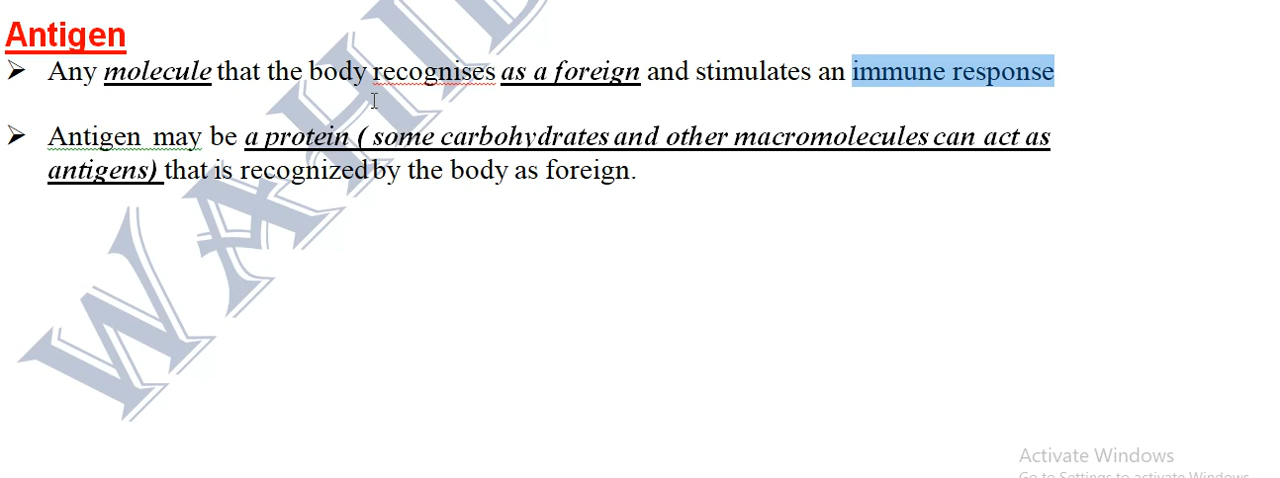 Antigen
➢ Any molecule that the body recognises as a foreign and stimulates an immune response
➢ Antigen may be a protein ( some carbohydrates and other macromolecules can act as
antigens) that is recognized by the body as foreign.
WAHID
Activate Windows
Go to Settings to activate Windows.